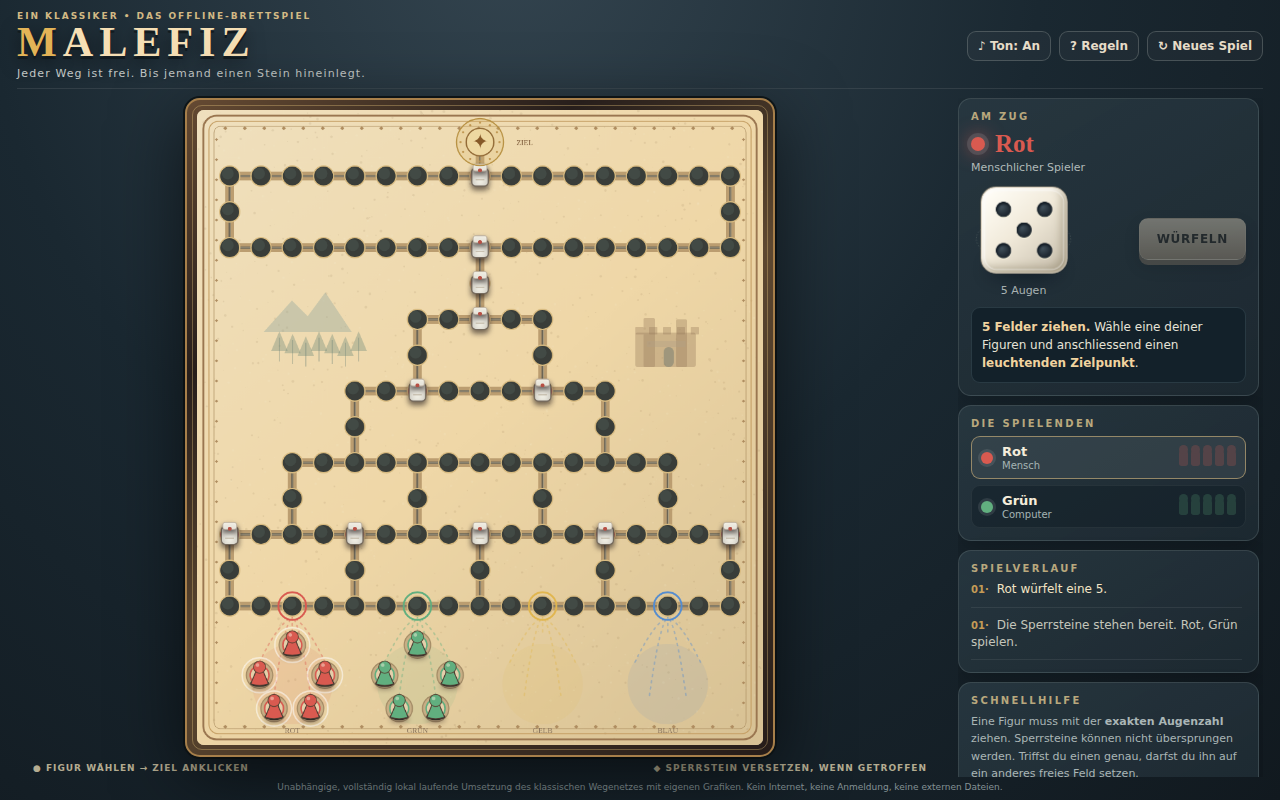 EIN KLASSIKER • DAS OFFLINE-BRETTSPIEL
MALEFIZ
Jeder Weg ist frei. Bis jemand einen Stein hineinlegt.
♪ Ton: An
? Regeln
↻ Neues Spiel
ZIEL
ROT
GRÜN
GELB
BLAU
● FIGUR WÄHLEN → ZIEL ANKLICKEN
◆ SPERRSTEIN VERSETZEN, WENN GETROFFEN
AM ZUG
Rot
Menschlicher Spieler
WÜRFELN
5 Augen
5 Felder ziehen. Wähle eine deiner
Figuren und anschliessend einen
leuchtenden Zielpunkt.
DIE SPIELENDEN
Rot
Mensch
Grün
Computer
SPIELVERLAUF
01· Rot würfelt eine 5.
01· Die Sperrsteine stehen bereit. Rot, Grün
spielen.
SCHNELLHILFE
Eine Figur muss mit der exakten Augenzahl
ziehen. Sperrsteine können nicht übersprungen
werden. Triffst du einen genau, darfst du ihn auf
ein anderes freies Feld setzen.
Unabhängige, vollständig lokal laufende Umsetzung des klassischen Wegenetzes mit eigenen Grafiken. Kein Internet, keine Anmeldung, keine externen Dateien.